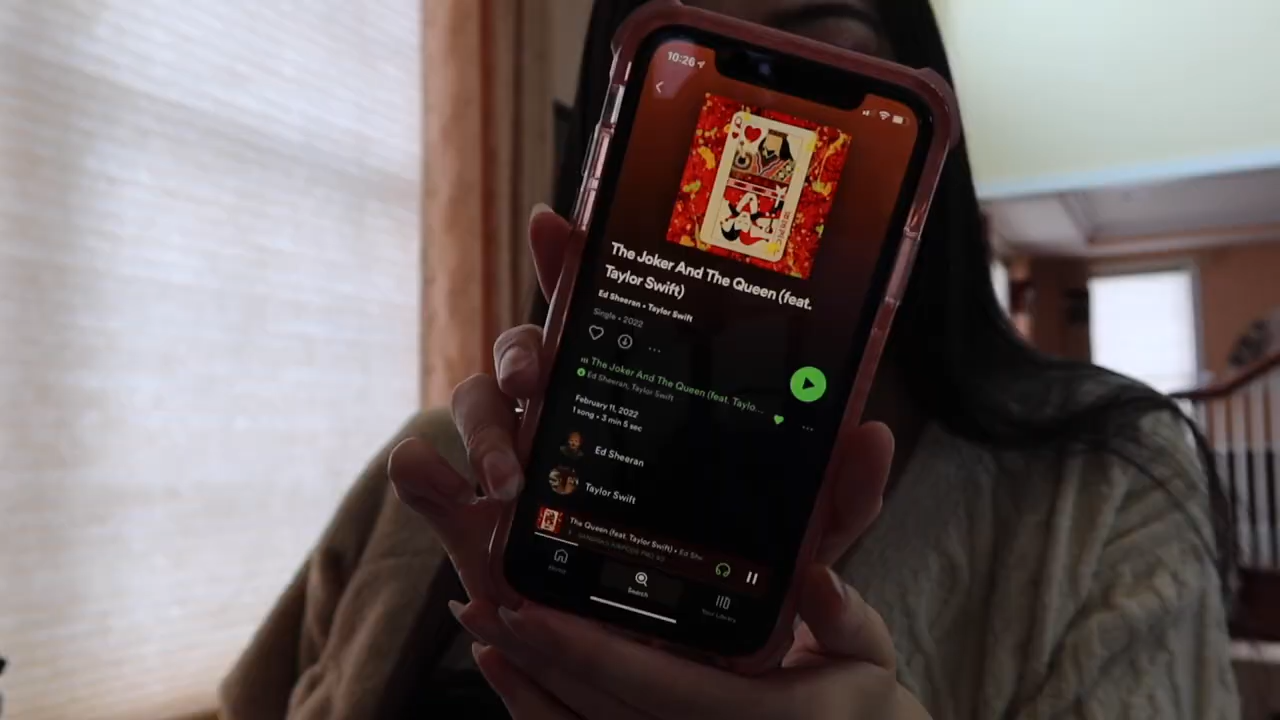 10:26
The Joker And The Queen (feat.
Taylor Swift)
Ed Sheeran • Taylor Swift
Single • 2022
The Joker And The Queen (feat. Taylo...
Ed Sheeran, Taylor Swift
February 11, 2022
1 song • 3 min 5 sec
Ed Sheeran
Taylor Swift
The Queen (feat. Taylor Swift) • Ed She
Home
Search
Your Library